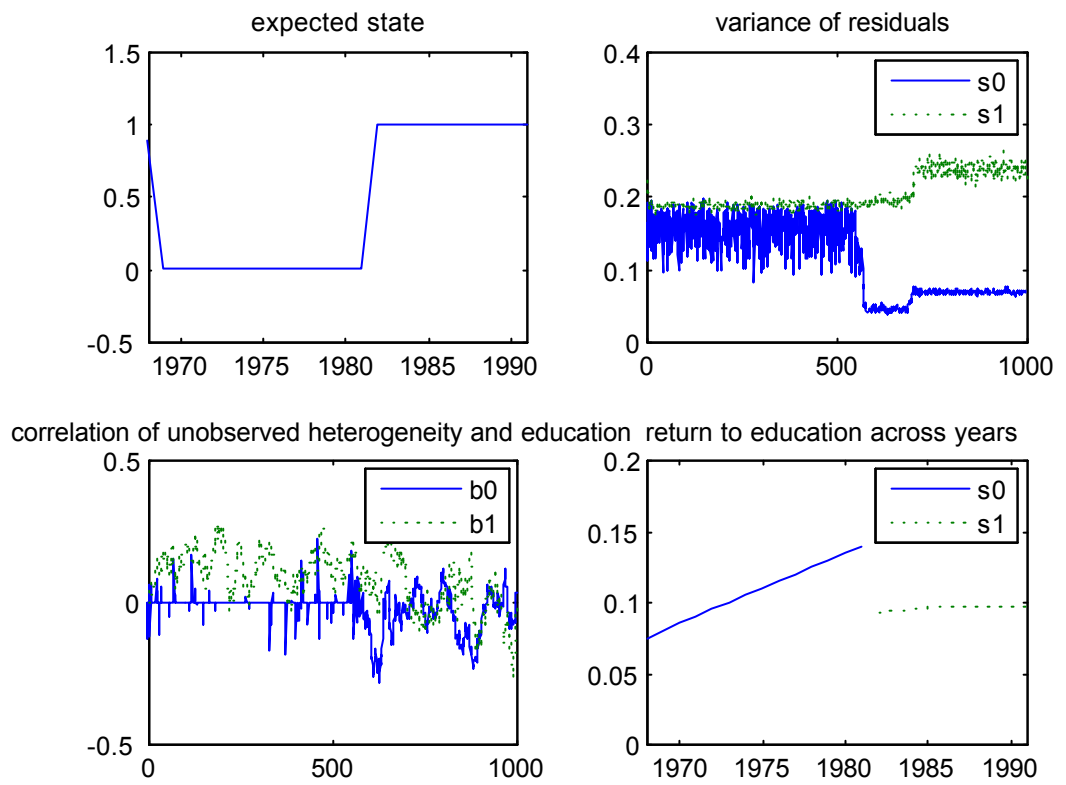 expected state
1.5
1
0.5
0
-0.5
1970 1975 1980 1985 1990
variance of residuals
0.4
0.3
0.2
0.1
0
0 500 1000
s0
s1
correlation of unobserved heterogeneity and education
0.5
0
-0.5
0 500 1000
b0
b1
return to education across years
0.2
0.15
0.1
0.05
0
1970 1975 1980 1985 1990
s0
s1